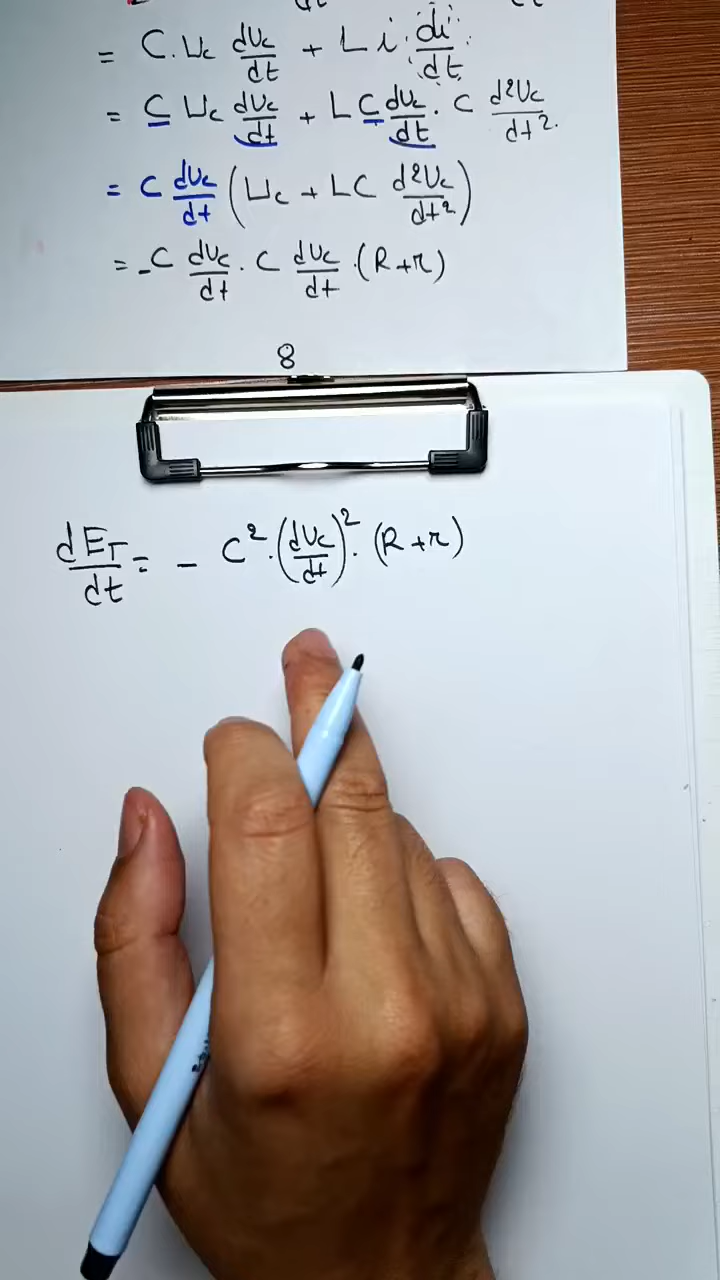 = C.Uc dUc/dt + L i. di/dt
= C Uc dUc/dt + L C dUc/dt . C d²Uc/dt².
= C dUc/dt (Uc + LC d²Uc/dt²)
= -C dUc/dt . C dUc/dt .(R+r)
8
dET/dt = - C².(dUc/dt)².(R+r)